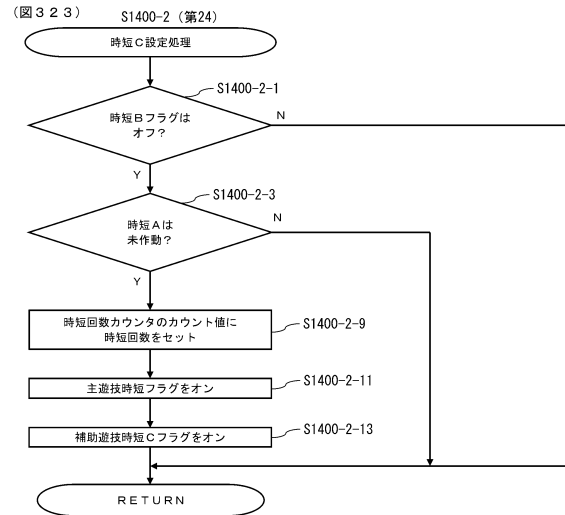 (図323)
S1400-2 (第24)
時短C設定処理
S1400-2-1
時短Bフラグは
オフ?
N
Y
S1400-2-3
時短Aは
未作動?
N
Y
時短回数カウンタのカウント値に
時短回数をセット
S1400-2-9
主遊技時短フラグをオン
S1400-2-11
補助遊技時短Cフラグをオン
S1400-2-13
RETURN